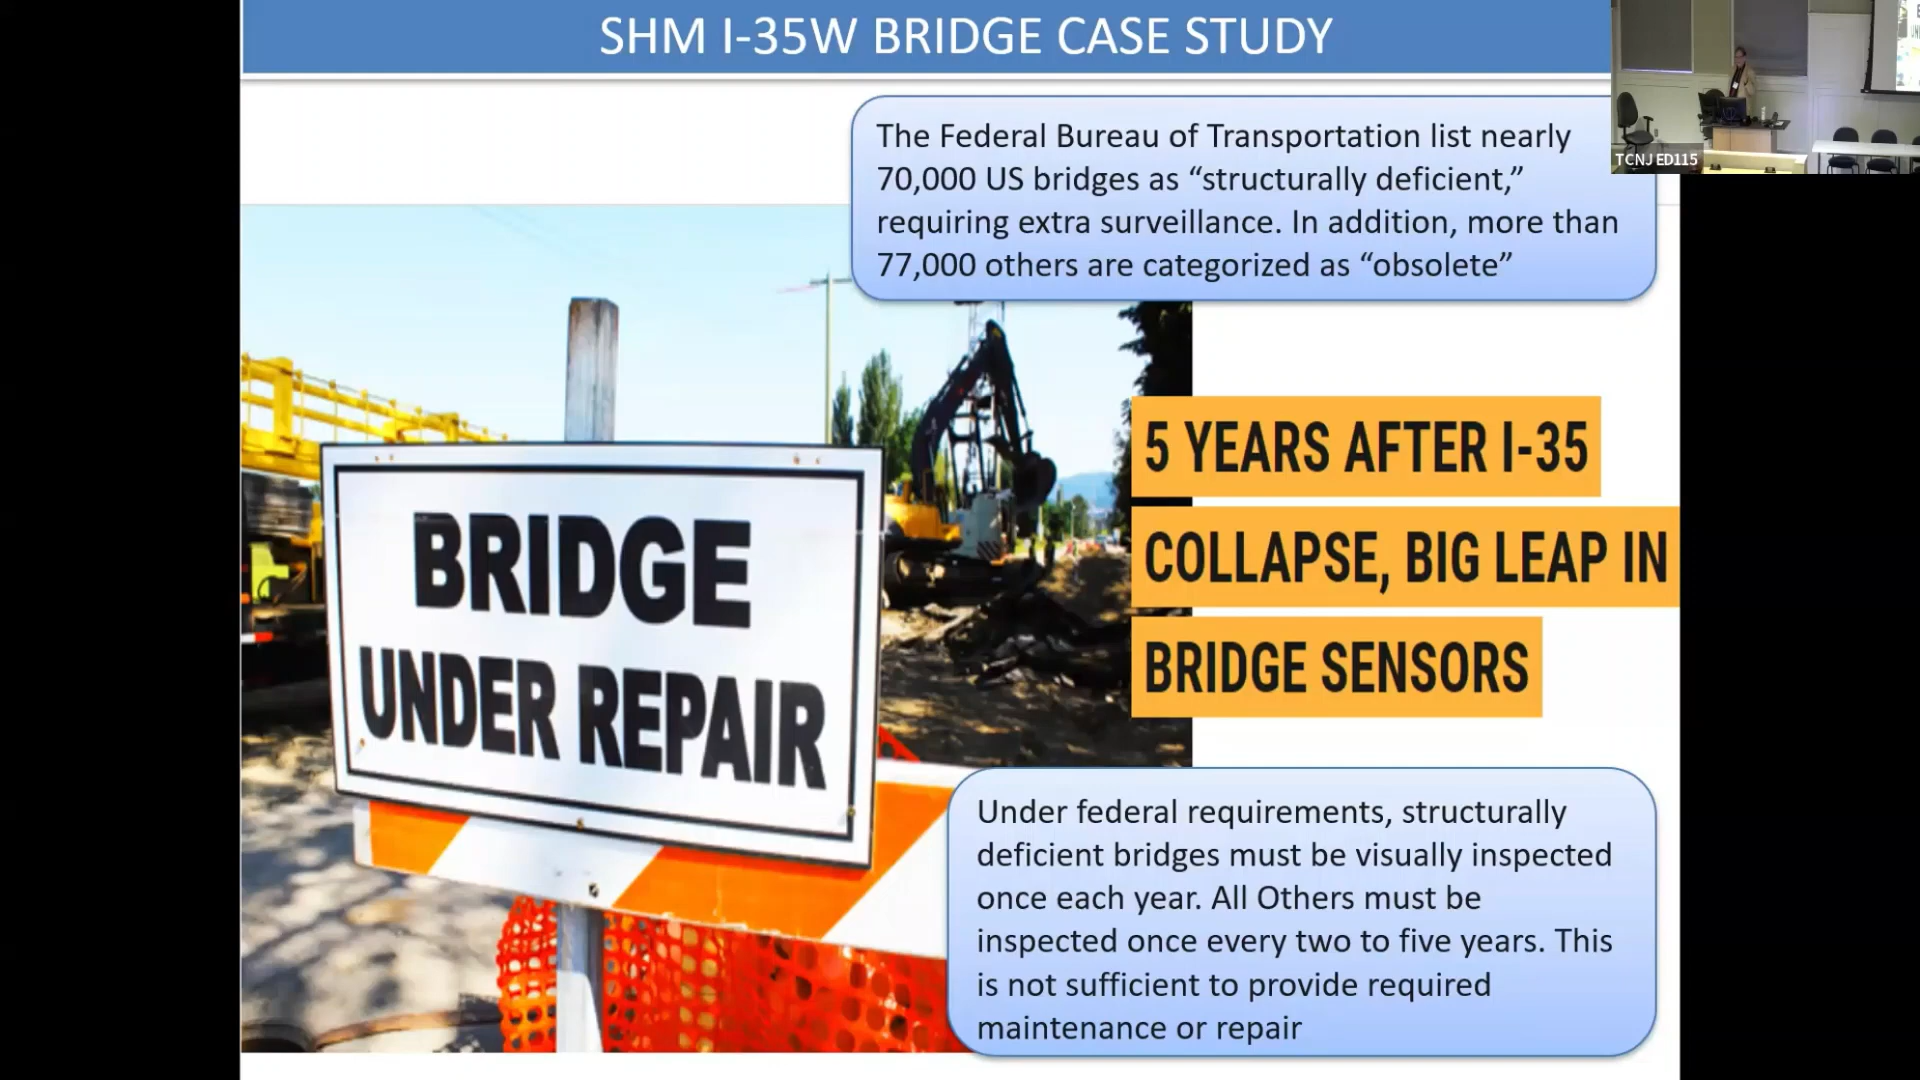 SHM I-35W BRIDGE CASE STUDY
The Federal Bureau of Transportation list nearly
70,000 US bridges as “structurally deficient,”
requiring extra surveillance. In addition, more than
77,000 others are categorized as “obsolete”
TCNJ ED115
5 YEARS AFTER I-35
COLLAPSE, BIG LEAP IN
BRIDGE SENSORS
BRIDGE
UNDER REPAIR
Under federal requirements, structurally
deficient bridges must be visually inspected
once each year. All Others must be
inspected once every two to five years. This
is not sufficient to provide required
maintenance or repair